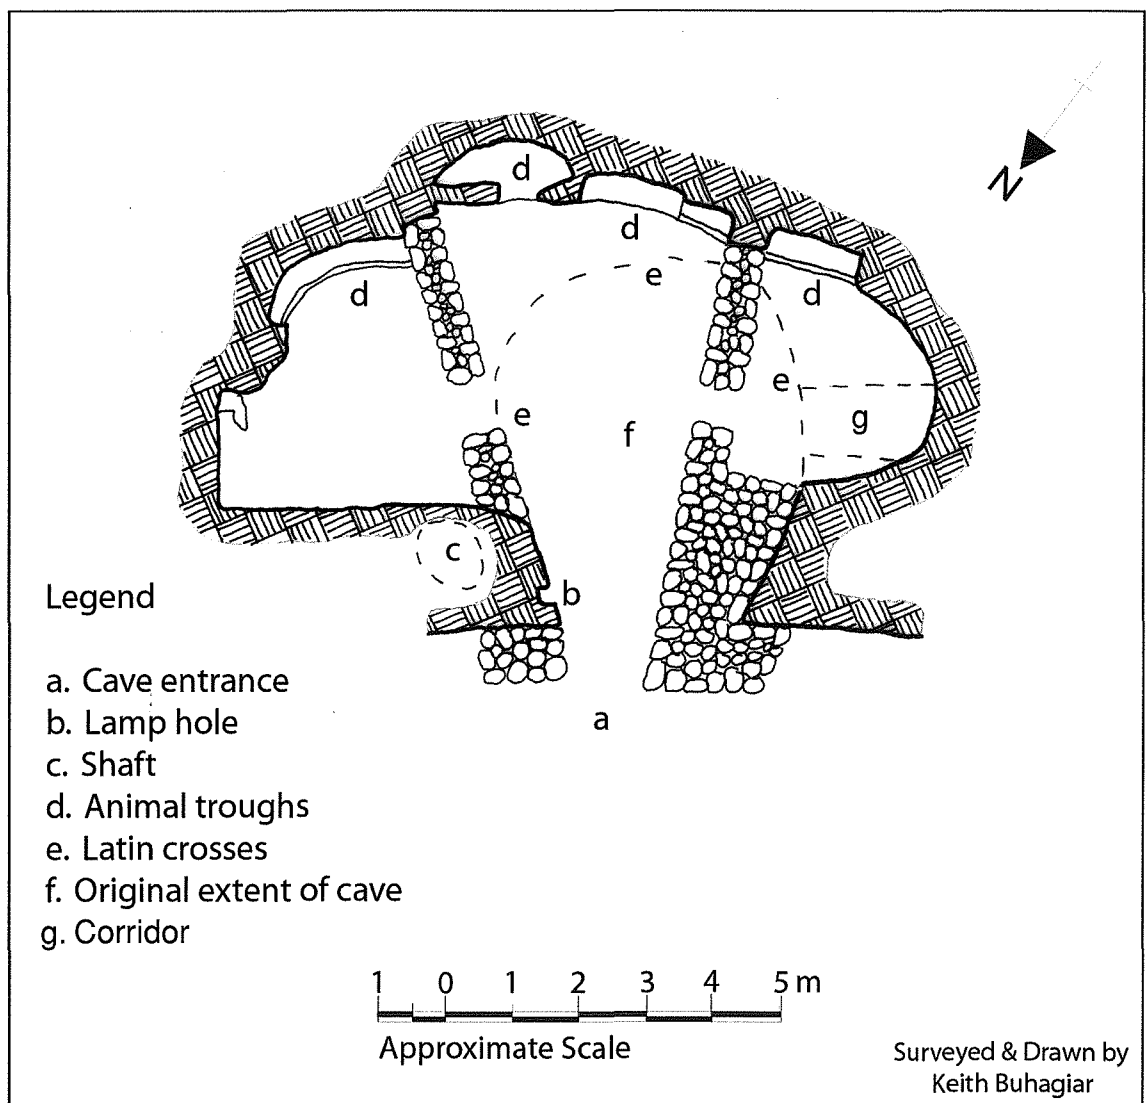 N
d
d
e
d
d
e
e
f
g
c
b
a
Legend
a. Cave entrance
b. Lamp hole
c. Shaft
d. Animal troughs
e. Latin crosses
f. Original extent of cave
g. Corridor
1 0 1 2 3 4 5 m
Approximate Scale
Surveyed & Drawn by
Keith Buhagiar